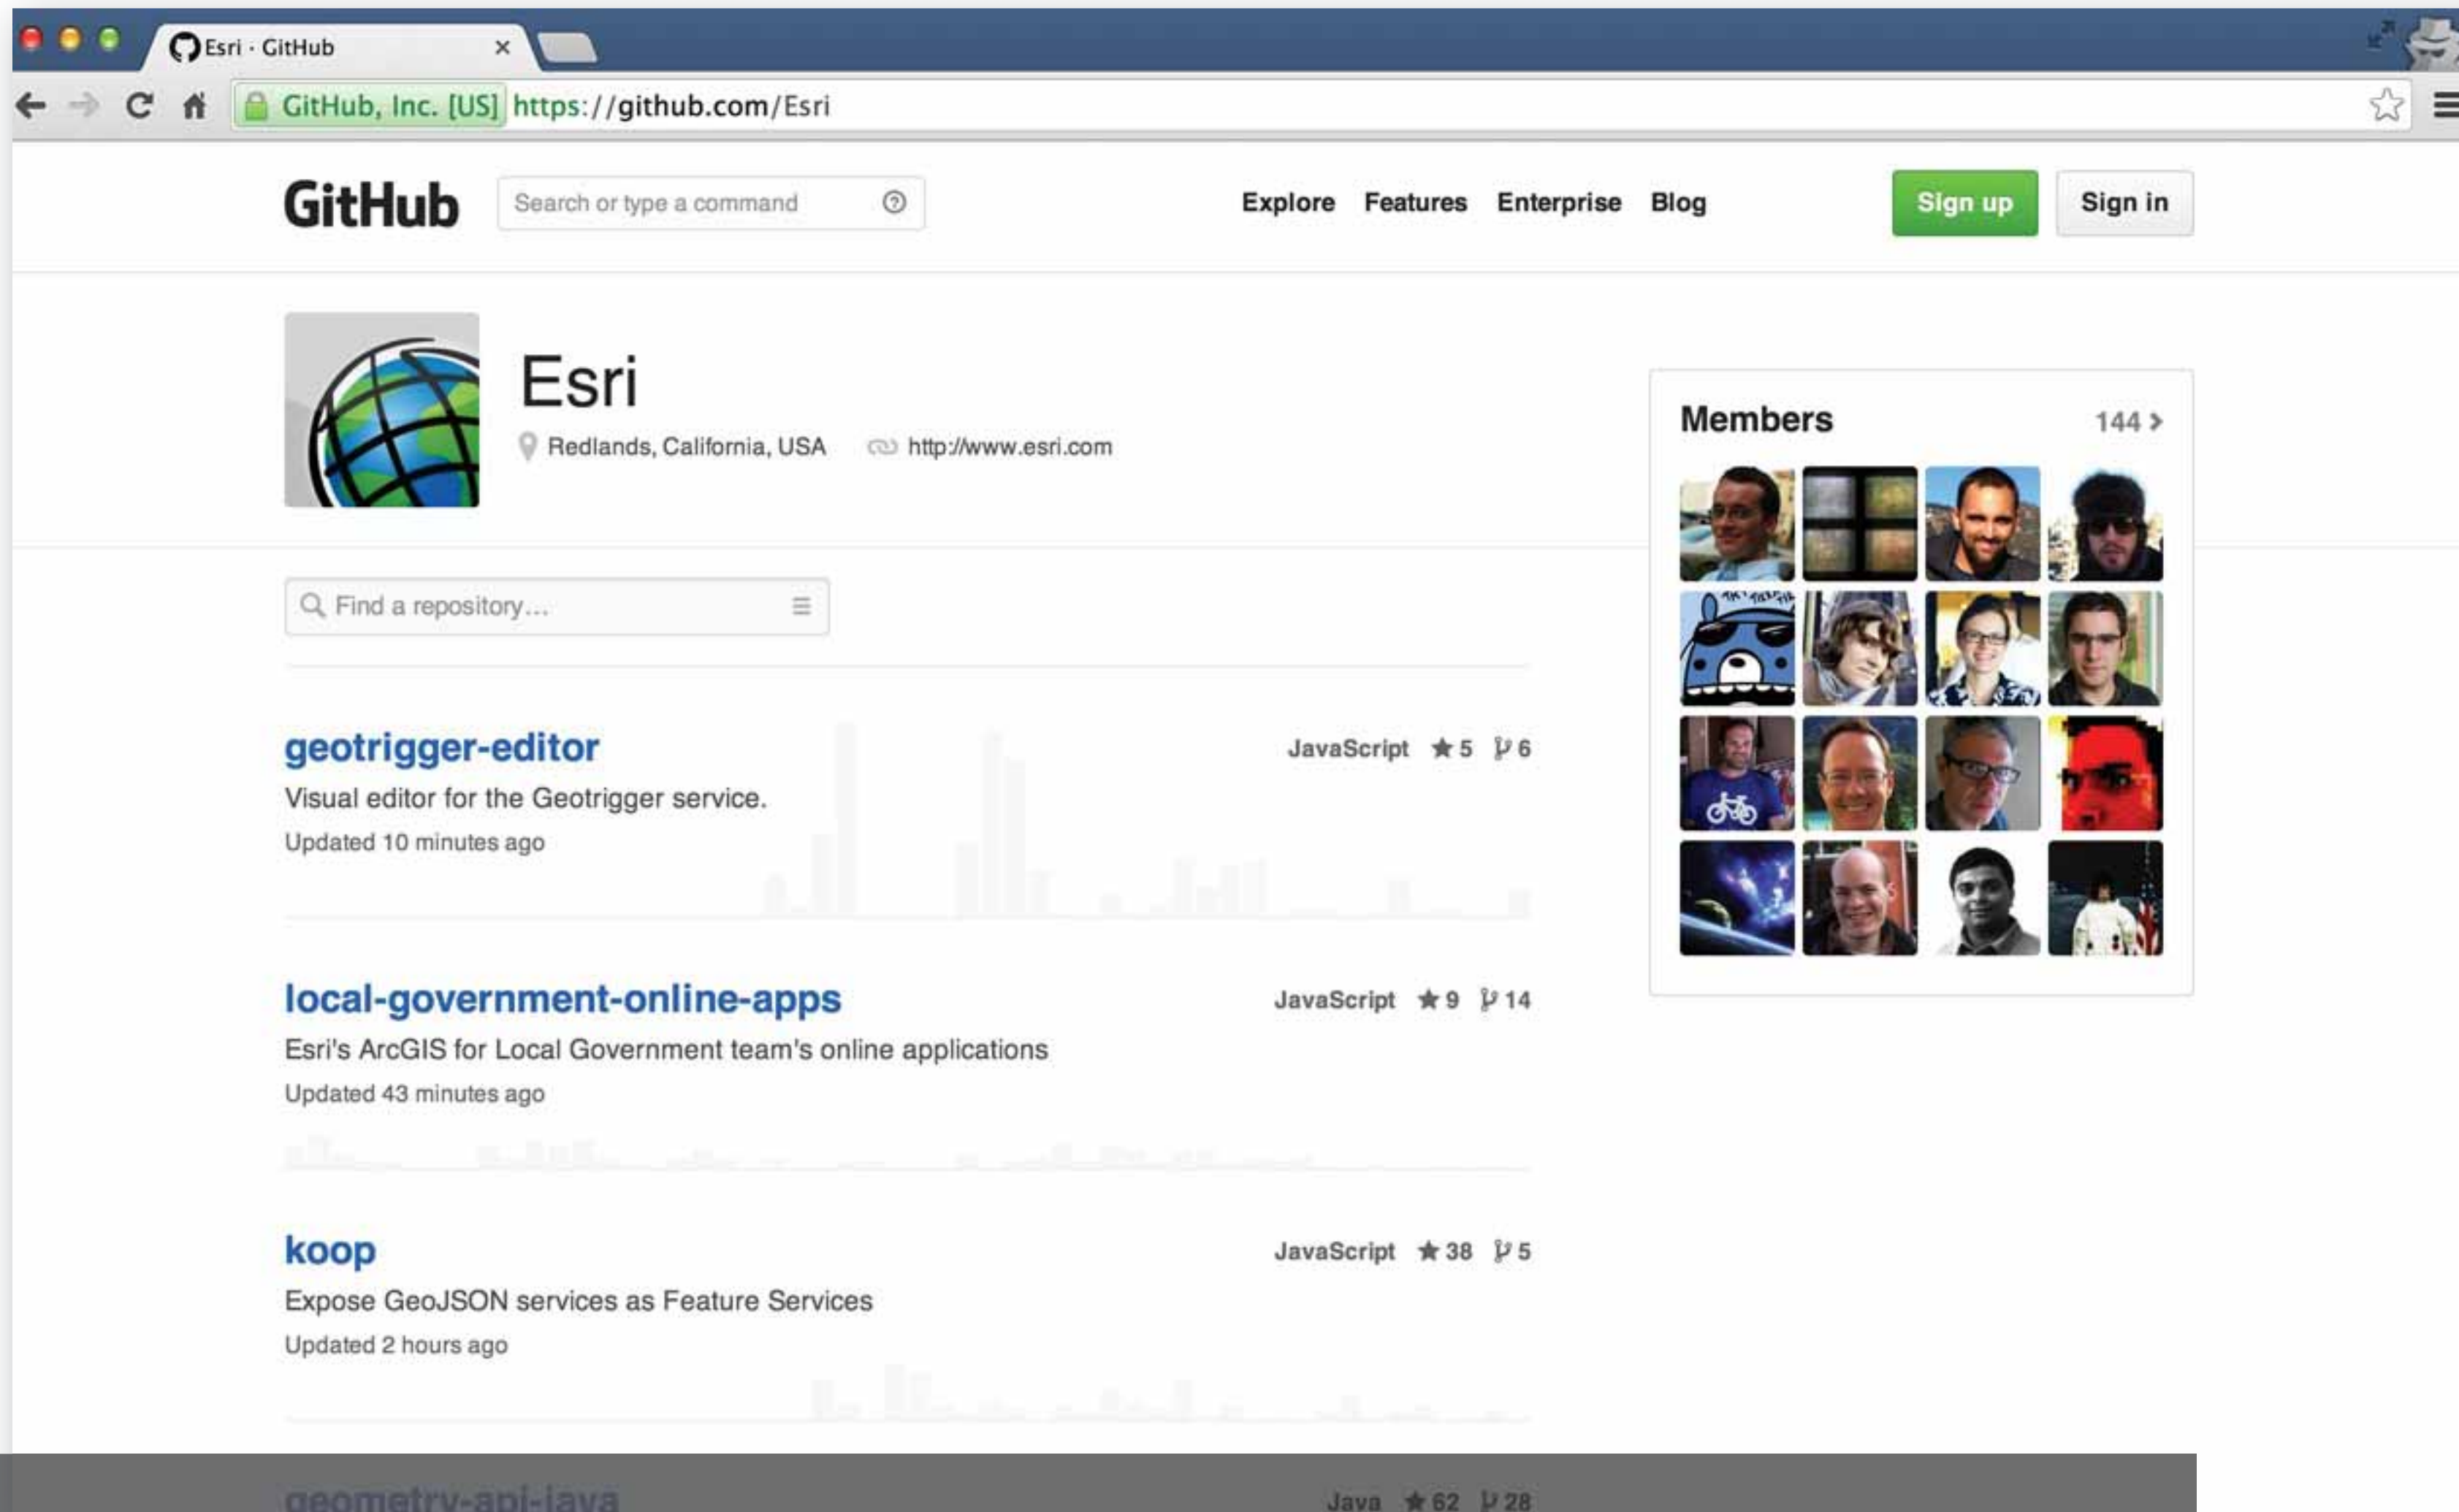 Esri · GitHub
GitHub, Inc. [US] https://github.com/Esri
GitHub Search or type a command Explore Features Enterprise Blog Sign up Sign in
Esri
Redlands, California, USA http://www.esri.com
Members 144
Find a repository...
geotrigger-editor JavaScript 5 6
Visual editor for the Geotrigger service.
Updated 10 minutes ago
local-government-online-apps JavaScript 9 14
Esri's ArcGIS for Local Government team's online applications
Updated 43 minutes ago
koop JavaScript 38 5
Expose GeoJSON services as Feature Services
Updated 2 hours ago
geometry-api-java Java 62 28